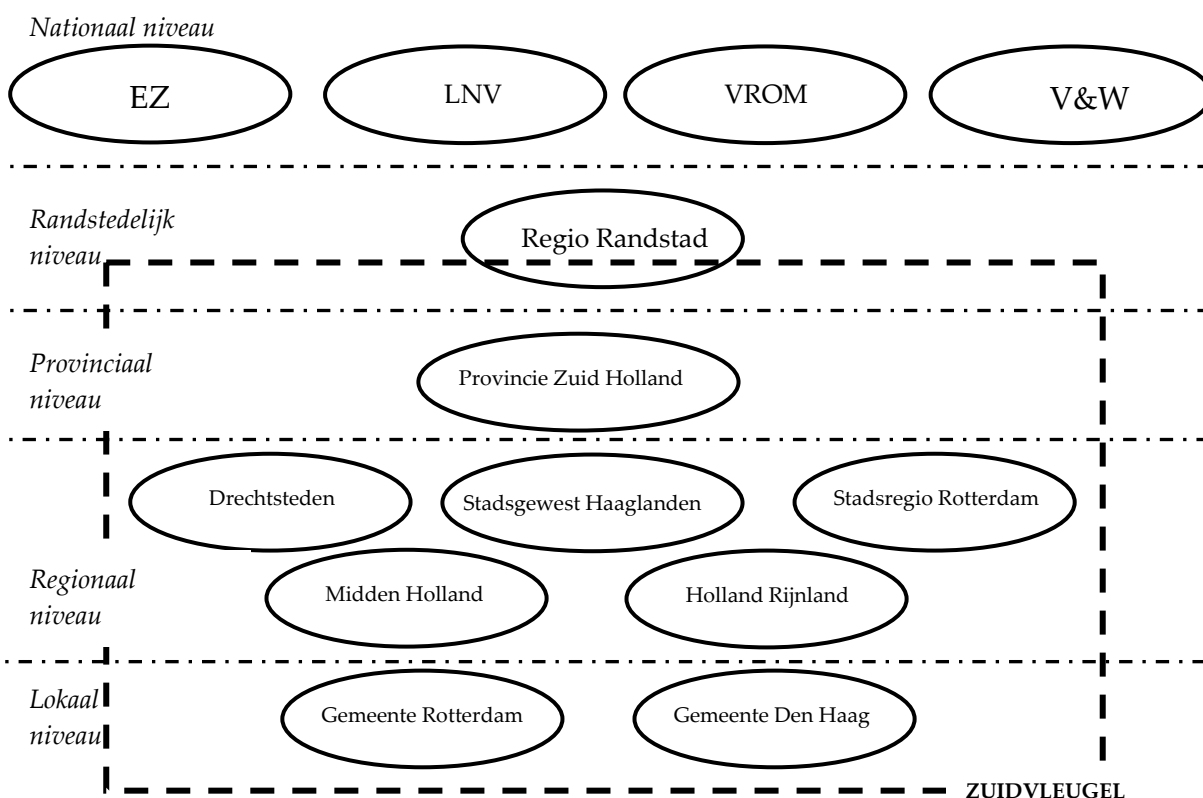 Nationaal niveau
EZ
LNV
VROM
V&W
Randstedelijk
niveau
Regio Randstad
Provinciaal
niveau
Provincie Zuid Holland
Drechtsteden
Stadsgewest Haaglanden
Stadsregio Rotterdam
Regionaal
niveau
Midden Holland
Holland Rijnland
Lokaal
niveau
Gemeente Rotterdam
Gemeente Den Haag
ZUIDVLEUGEL